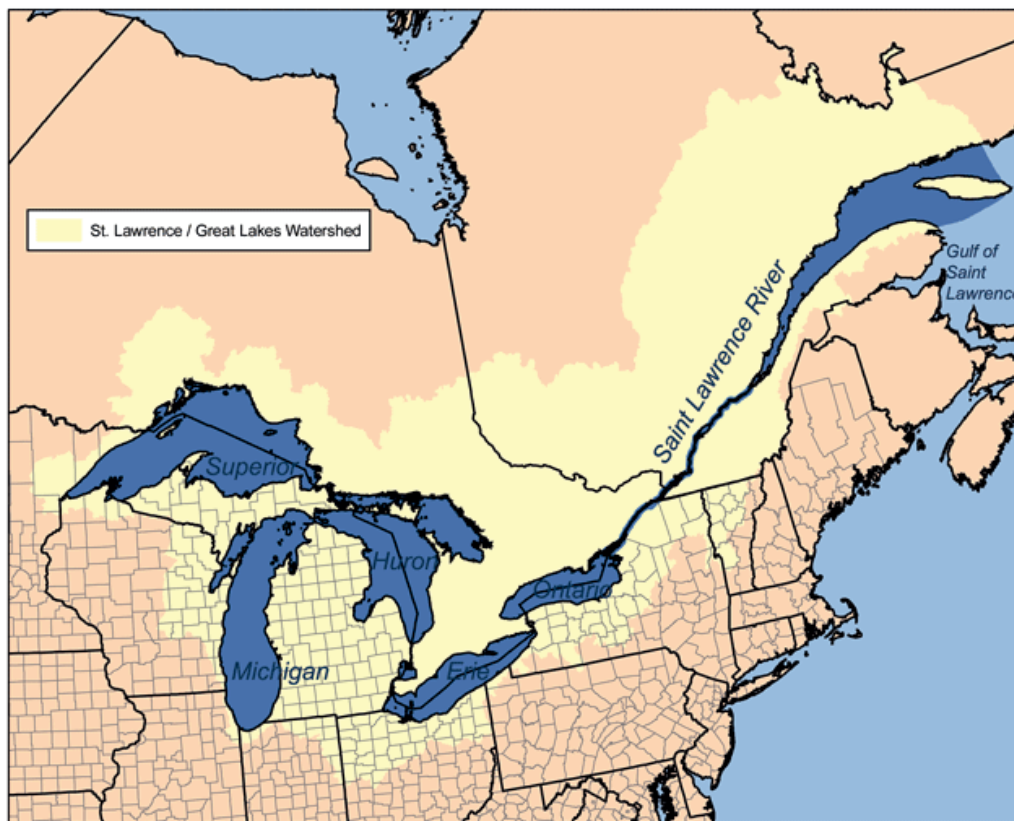 St. Lawrence / Great Lakes Watershed
Gulf of
Saint
Lawrence
Saint Lawrence River
Superior
Huron
Ontario
Michigan
Erie